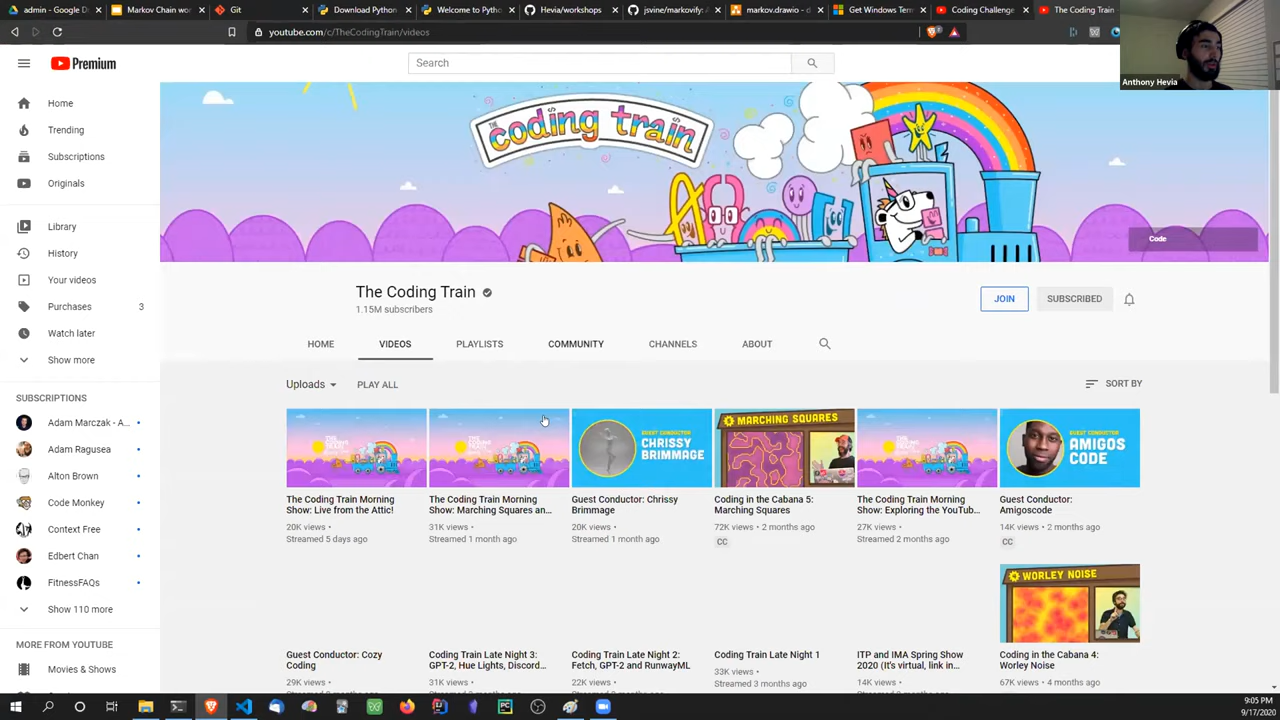 admin - Google D
Markov Chain wor
Git
Download Python
Welcome to Pytho
Hevia/workshops
jsvine/markovify: A
markov.drawio - d
Get Windows Terr
Coding Challenge
The Coding Train
youtube.com/c/TheCodingTrain/videos
Anthony Hevia
Premium
Search
Home
Trending
Subscriptions
Originals
Library
History
Your videos
Purchases 3
Watch later
Show more
SUBSCRIPTIONS
Adam Marczak - A...
Adam Ragusea
Alton Brown
Code Monkey
Context Free
Edbert Chan
FitnessFAQs
Show 110 more
MORE FROM YOUTUBE
Movies & Shows
THE coding train
Code
The Coding Train
1.15M subscribers
JOIN
SUBSCRIBED
HOME VIDEOS PLAYLISTS COMMUNITY CHANNELS ABOUT
Uploads PLAY ALL
SORT BY
GUEST CONDUCTOR
CHRISSY
BRIMMAGE
MARCHING SQUARES
GUEST CONDUCTOR
AMIGOS
CODE
The Coding Train Morning
Show: Live from the Attic!
20K views •
Streamed 5 days ago
The Coding Train Morning
Show: Marching Squares an...
31K views •
Streamed 1 month ago
Guest Conductor: Chrissy
Brimmage
20K views •
Streamed 1 month ago
Coding in the Cabana 5:
Marching Squares
72K views • 2 months ago
CC
The Coding Train Morning
Show: Exploring the YouTub...
27K views •
Streamed 2 months ago
Guest Conductor:
Amigoscode
14K views • 2 months ago
CC
WORLEY NOISE
Guest Conductor: Cozy
Coding
29K views •
Coding Train Late Night 3:
GPT-2, Hue Lights, Discord...
31K views •
Coding Train Late Night 2:
Fetch, GPT-2 and RunwayML
22K views •
Coding Train Late Night 1
33K views •
Streamed 3 months ago
ITP and IMA Spring Show
2020 (It's virtual, link in...
14K views •
Coding in the Cabana 4:
Worley Noise
67K views • 4 months ago
9:05 PM
9/17/2020